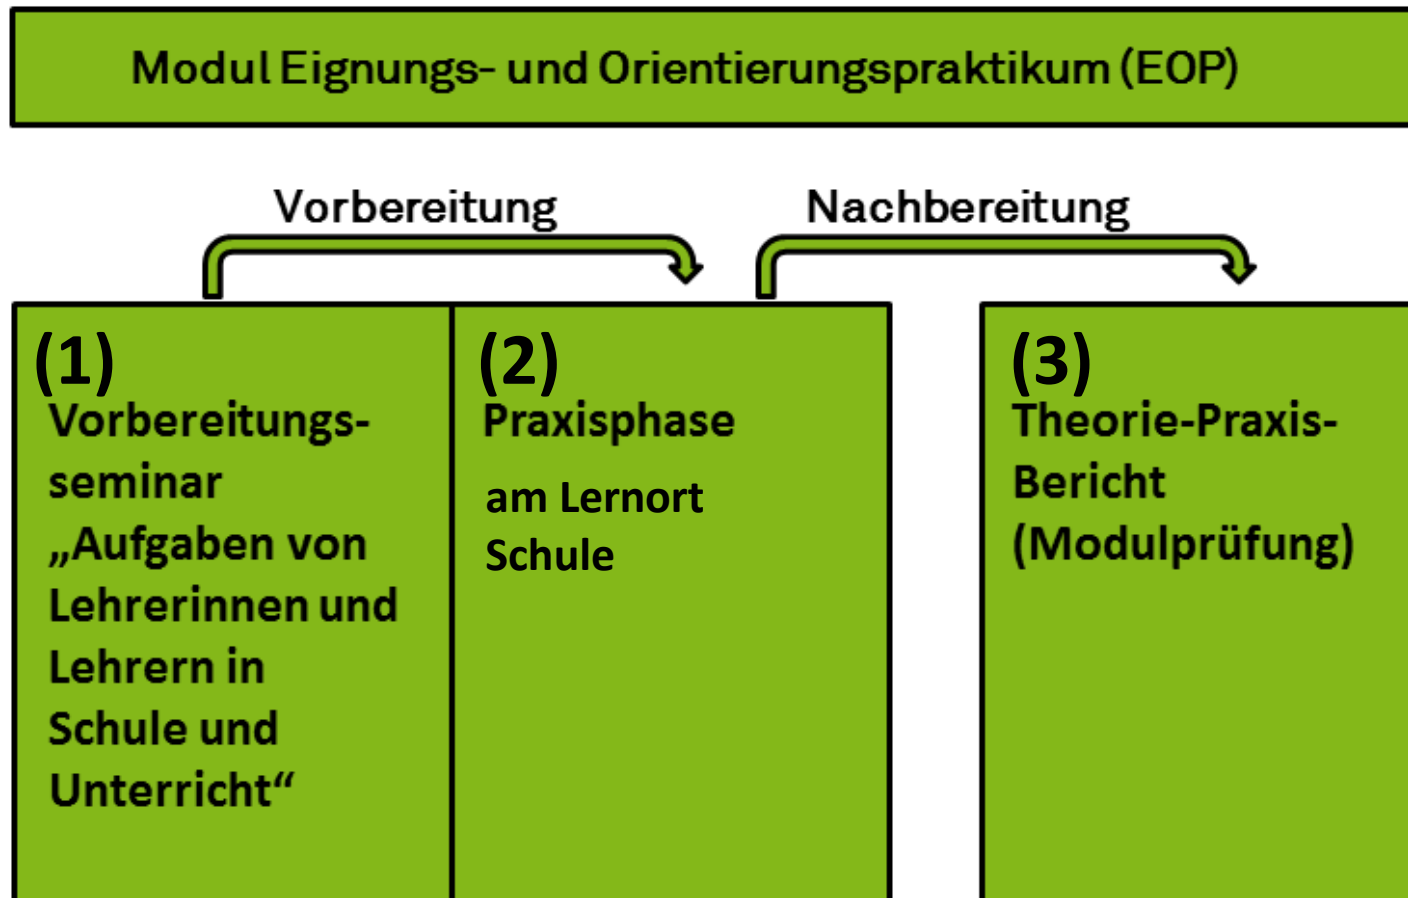 Modul Eignungs- und Orientierungspraktikum (EOP)
Vorbereitung
Nachbereitung
(1)
Vorbereitungs-
seminar
„Aufgaben von
Lehrerinnen und
Lehrern in
Schule und
Unterricht“
(2)
Praxisphase
am Lernort
Schule
(3)
Theorie-Praxis-
Bericht
(Modulprüfung)